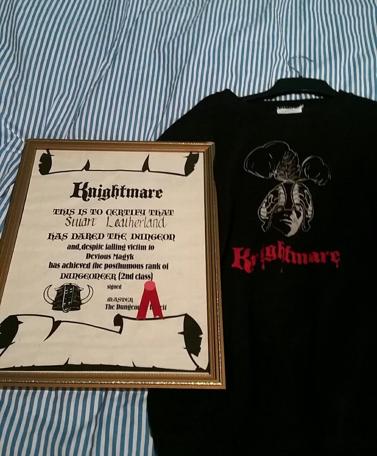 Knightmare
THIS IS TO CERTIFY THAT
Stuart Leatherland
HAS DARED THE DUNGEON
and, despite falling victim to
Devious Magyk
has achieved the posthumous rank of
DUNGEONEER (2nd class)
signed
MASTER
The Dungeon
Knightmare